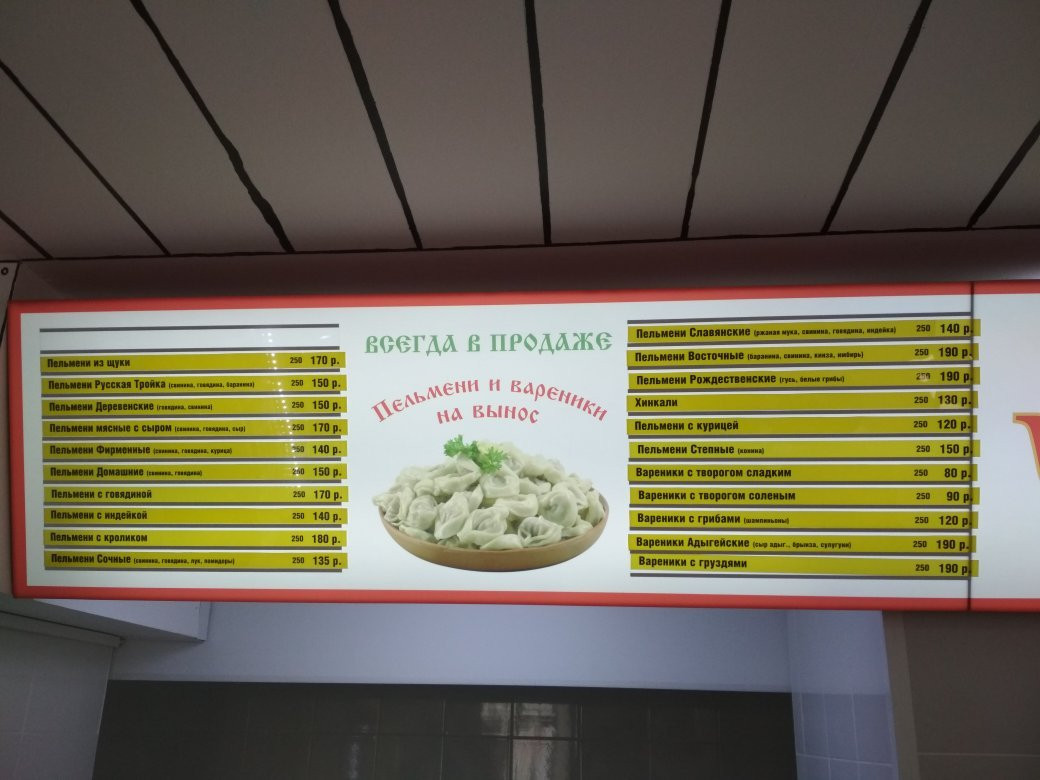 Пельмени из щуки 250 170 р.
Пельмени Русская Тройка (свинина, говядина, баранина) 250 150 р.
Пельмени Деревенские (говядина, свинина) 250 150 р.
Пельмени мясные с сыром (свинина, говядина, сыр) 250 170 р.
Пельмени Фирменные (свинина, говядина, курица) 250 140 р.
Пельмени Домашние (свинина, говядина) 250 150 р.
Пельмени с говядиной 250 170 р.
Пельмени с индейкой 250 140 р.
Пельмени с кроликом 250 180 р.
Пельмени Сочные (свинина, говядина, лук, помидоры) 250 135 р.
ВСЕГДА В ПРОДАЖЕ
Пельмени и вареники
на вынос
Пельмени Славянские (ржаная мука, свинина, говядина, индейка) 250 140 р.
Пельмени Восточные (баранина, свинина, кинза, имбирь) 250 190 р.
Пельмени Рождественские (гусь, белые грибы) 250 190 р.
Хинкали 250 130 р.
Пельмени с курицей 250 120 р.
Пельмени Степные (конина) 250 150 р.
Вареники с творогом сладким 250 80 р.
Вареники с творогом соленым 250 90 р.
Вареники с грибами (шампиньоны) 250 120 р.
Вареники Адыгейские (сыр адыг., брынза, сулугуни) 250 190 р.
Вареники с груздями 250 190 р.